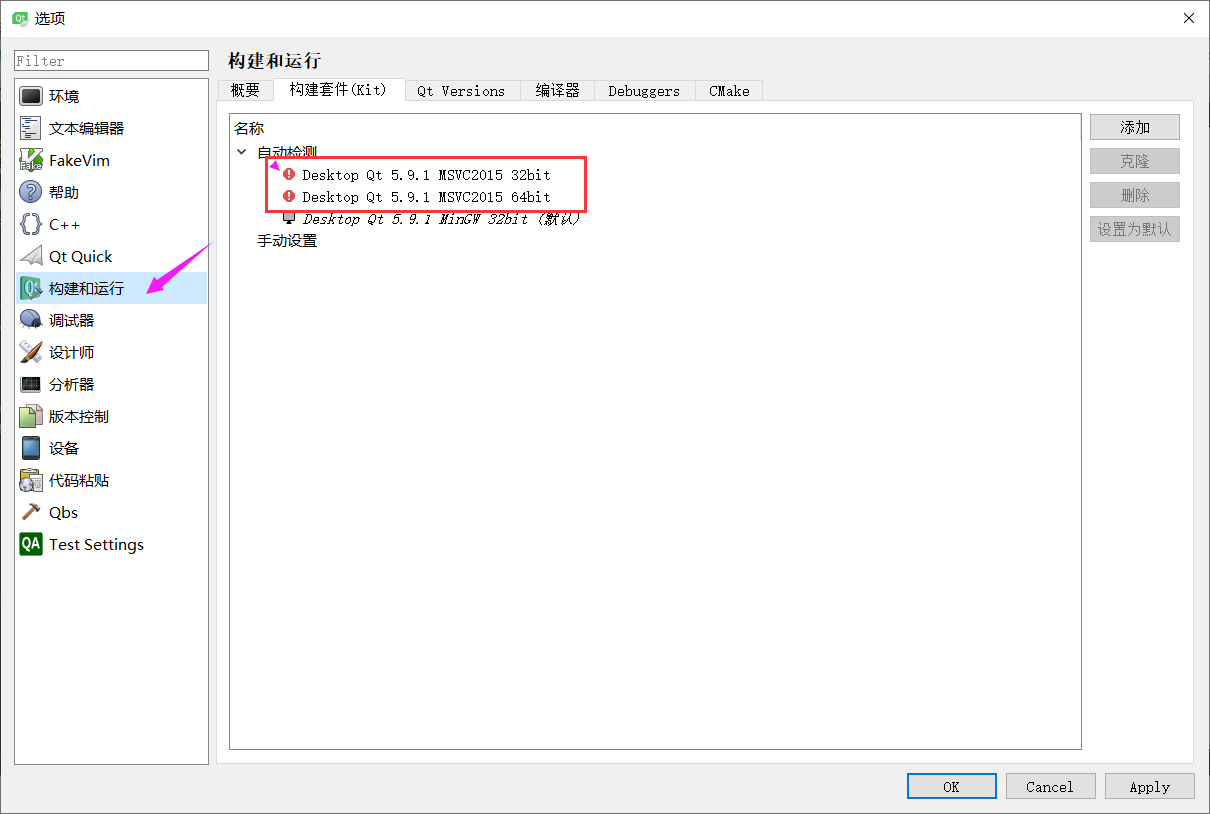 选项
Filter
环境
文本编辑器
FakeVim
帮助
C++
Qt Quick
构建和运行
调试器
设计师
分析器
版本控制
设备
代码粘贴
Qbs
Test Settings
构建和运行
概要
构建套件(Kit)
Qt Versions
编译器
Debuggers
CMake
名称
自动检测
Desktop Qt 5.9.1 MSVC2015 32bit
Desktop Qt 5.9.1 MSVC2015 64bit
Desktop Qt 5.9.1 MinGW 32bit (默认)
手动设置
添加
克隆
删除
设置为默认
OK
Cancel
Apply